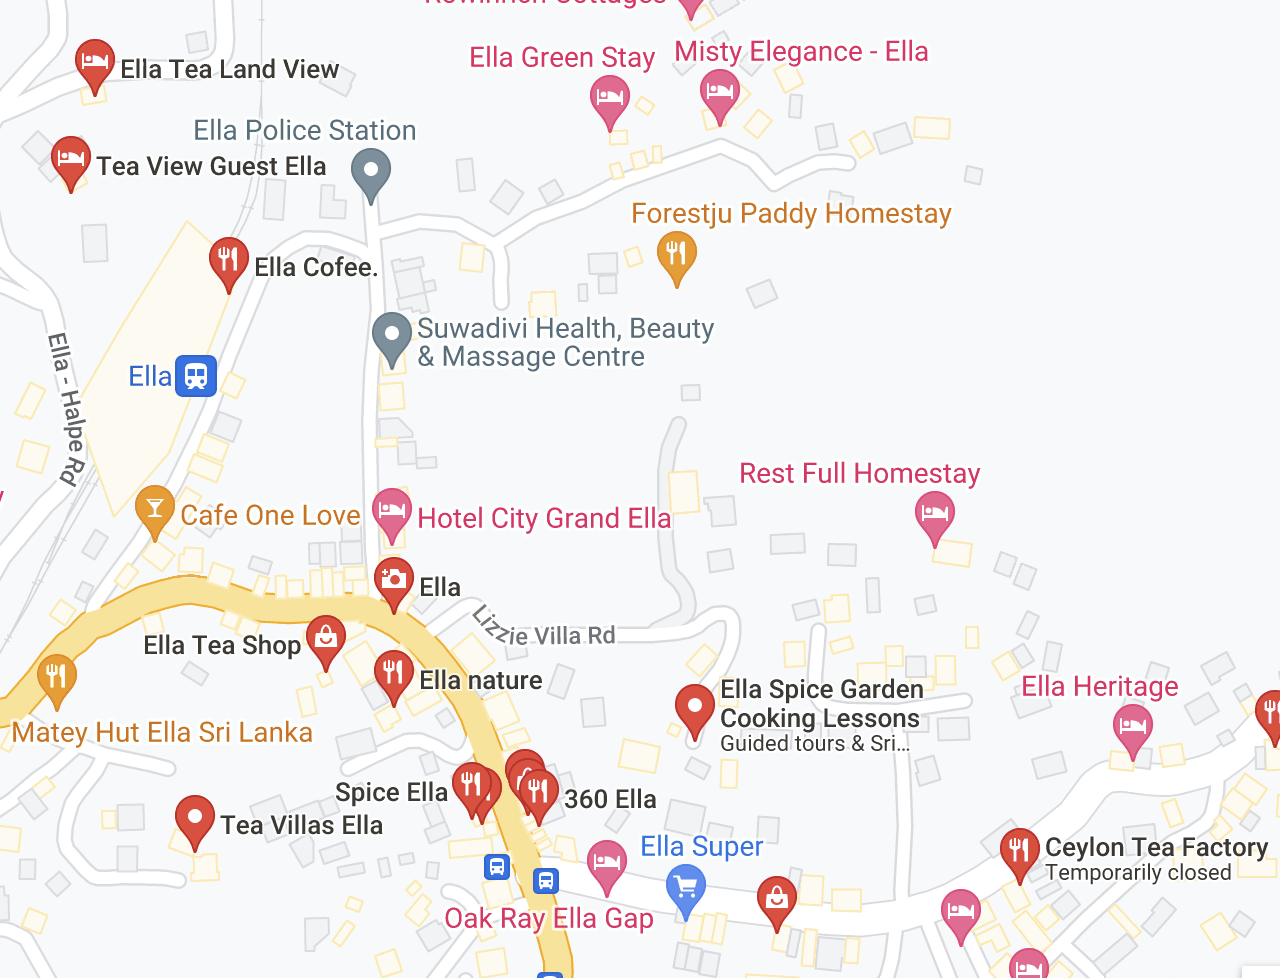 Ella Green Stay
Misty Elegance - Ella
Ella Tea Land View
Ella Police Station
Tea View Guest Ella
Forestju Paddy Homestay
Ella Cofee.
Suwadivi Health, Beauty
& Massage Centre
Ella
Ella - Halpe Rd
Rest Full Homestay
Cafe One Love
Hotel City Grand Ella
Ella
Lizzie Villa Rd
Ella Tea Shop
Ella nature
Ella Spice Garden
Cooking Lessons
Guided tours & Sri...
Ella Heritage
Matey Hut Ella Sri Lanka
Spice Ella
360 Ella
Tea Villas Ella
Ella Super
Ceylon Tea Factory
Temporarily closed
Oak Ray Ella Gap